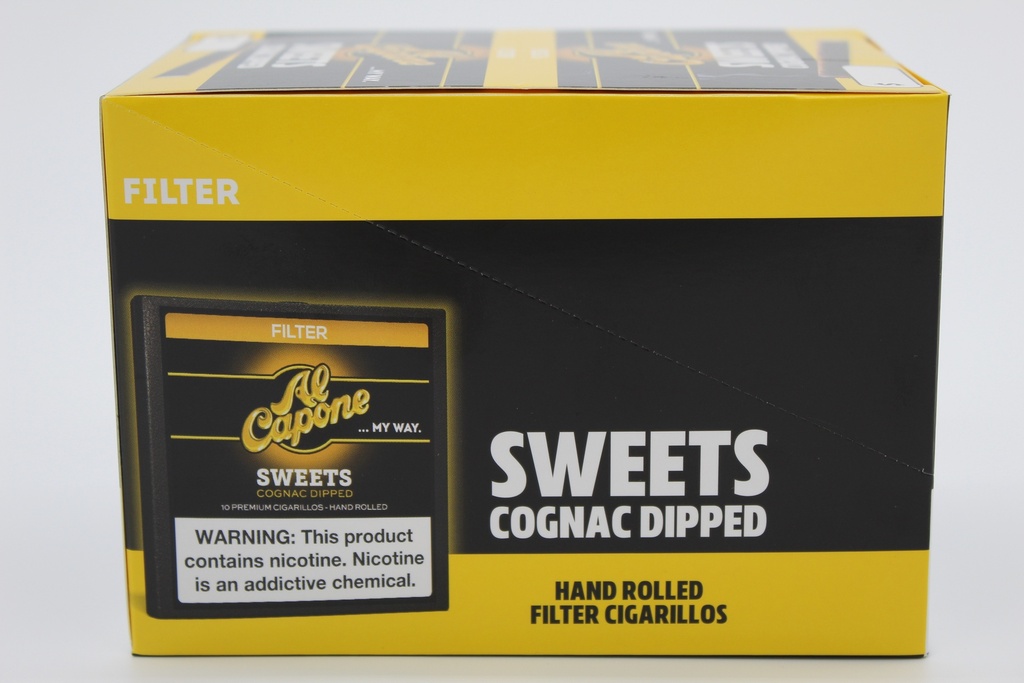 FILTER
FILTER
Al
Capone
... MY WAY.
SWEETS
COGNAC DIPPED
10 PREMIUM CIGARILLOS - HAND ROLLED
WARNING: This product
contains nicotine. Nicotine
is an addictive chemical.
SWEETS
COGNAC DIPPED
HAND ROLLED
FILTER CIGARILLOS